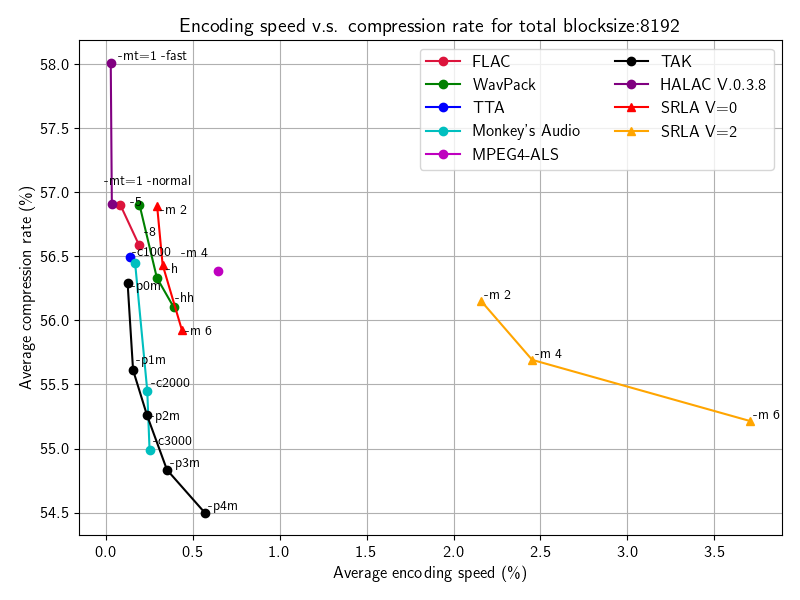 Encoding speed v.s. compression rate for total blocksize:8192
FLAC
WavPack
TTA
Monkey's Audio
MPEG4-ALS
TAK
HALAC V.0.3.8
SRLA V=0
SRLA V=2
-mt=1 -fast
-mt=1 -normal
-5
-m 2
-8
-c1000
-m 4
-h
-p0m
-hh
-m 2
-m 6
-p1m
-m 4
-c2000
-p2m
-m 6
-c3000
-p3m
-p4m
58.0
57.5
57.0
56.5
56.0
55.5
55.0
54.5
Average compression rate (%)
0.0 0.5 1.0 1.5 2.0 2.5 3.0 3.5
Average encoding speed (%)